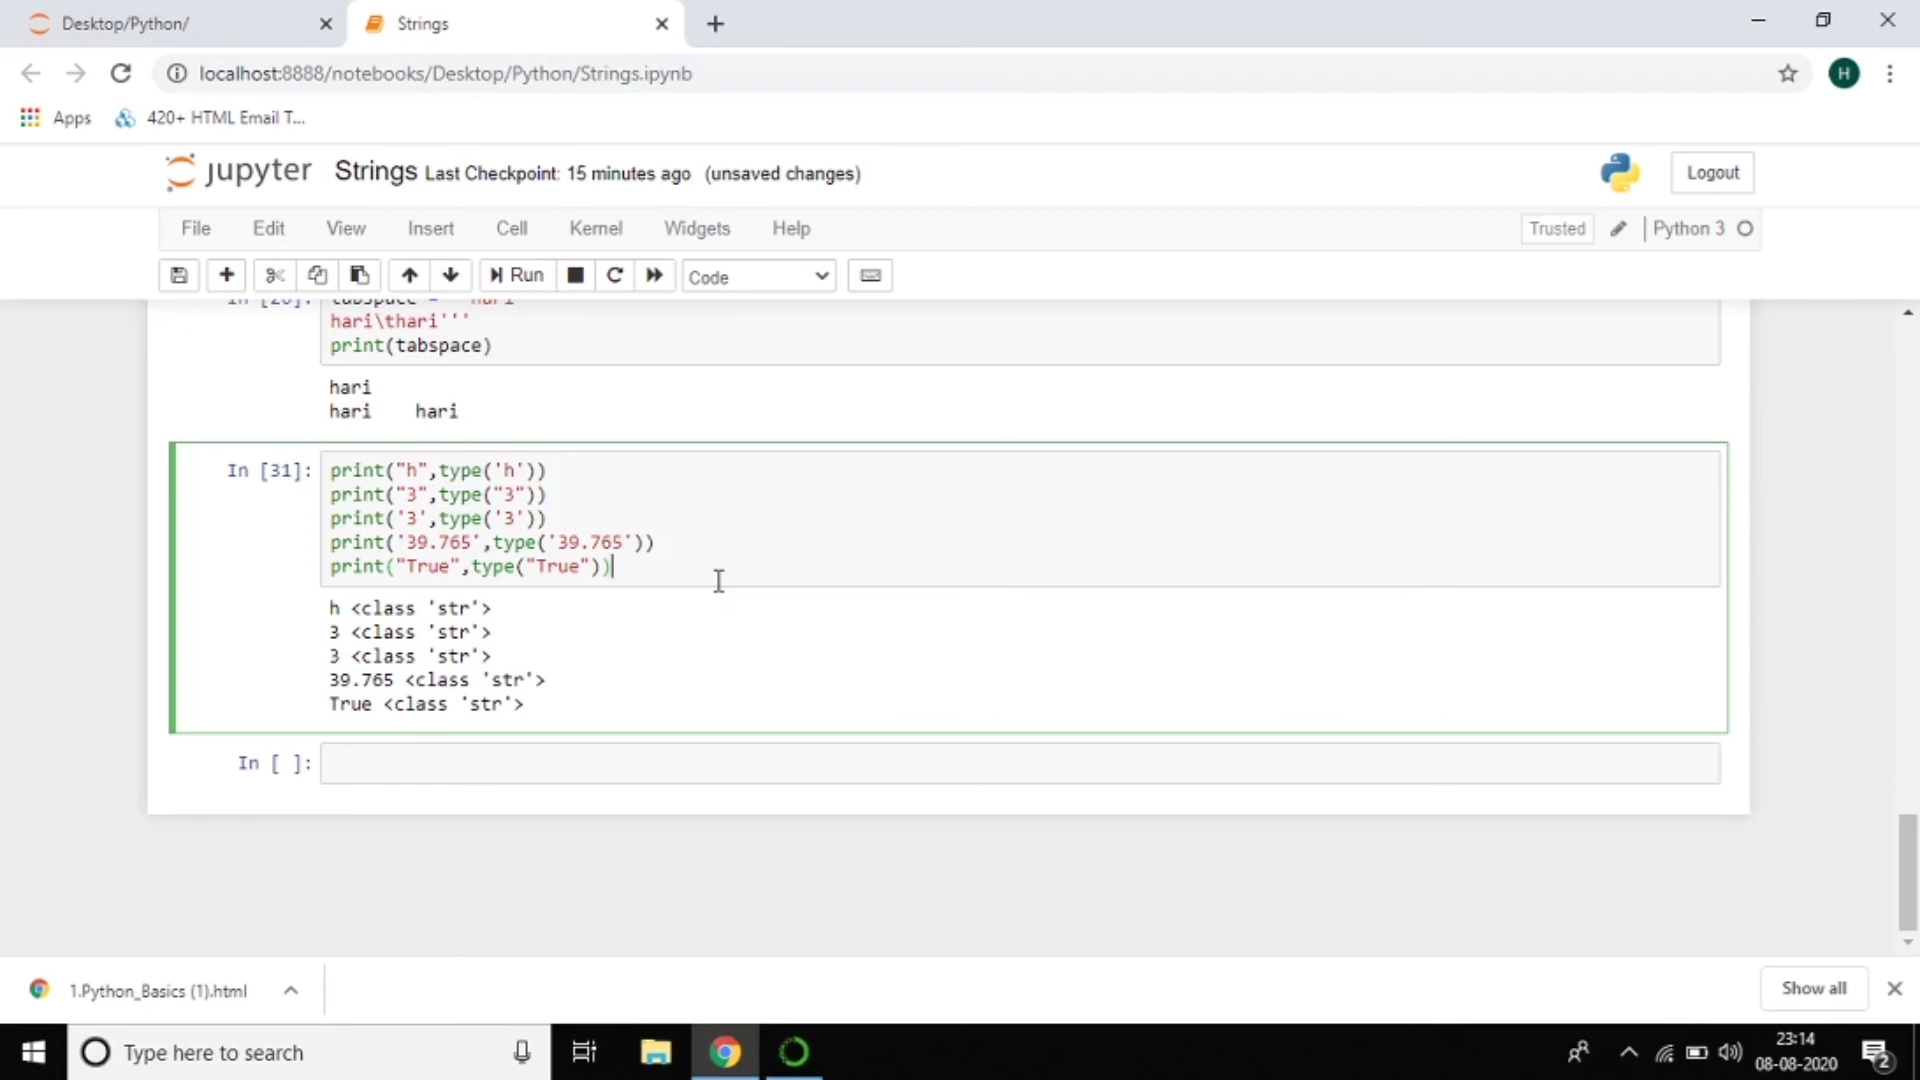 Desktop/Python/
Strings
localhost:8888/notebooks/Desktop/Python/Strings.ipynb
H
Apps
420+ HTML Email T...
jupyter Strings Last Checkpoint: 15 minutes ago (unsaved changes)
Logout
File Edit View Insert Cell Kernel Widgets Help
Trusted Python 3
Run Code
hari\thari'''
print(tabspace)
hari
hari hari
In [31]:
print("h",type('h'))
print("3",type("3"))
print('3',type('3'))
print('39.765',type('39.765'))
print("True",type("True"))
h <class 'str'>
3 <class 'str'>
3 <class 'str'>
39.765 <class 'str'>
True <class 'str'>
In [ ]:
1.Python_Basics (1).html
Show all
Type here to search
23:14
08-08-2020
2